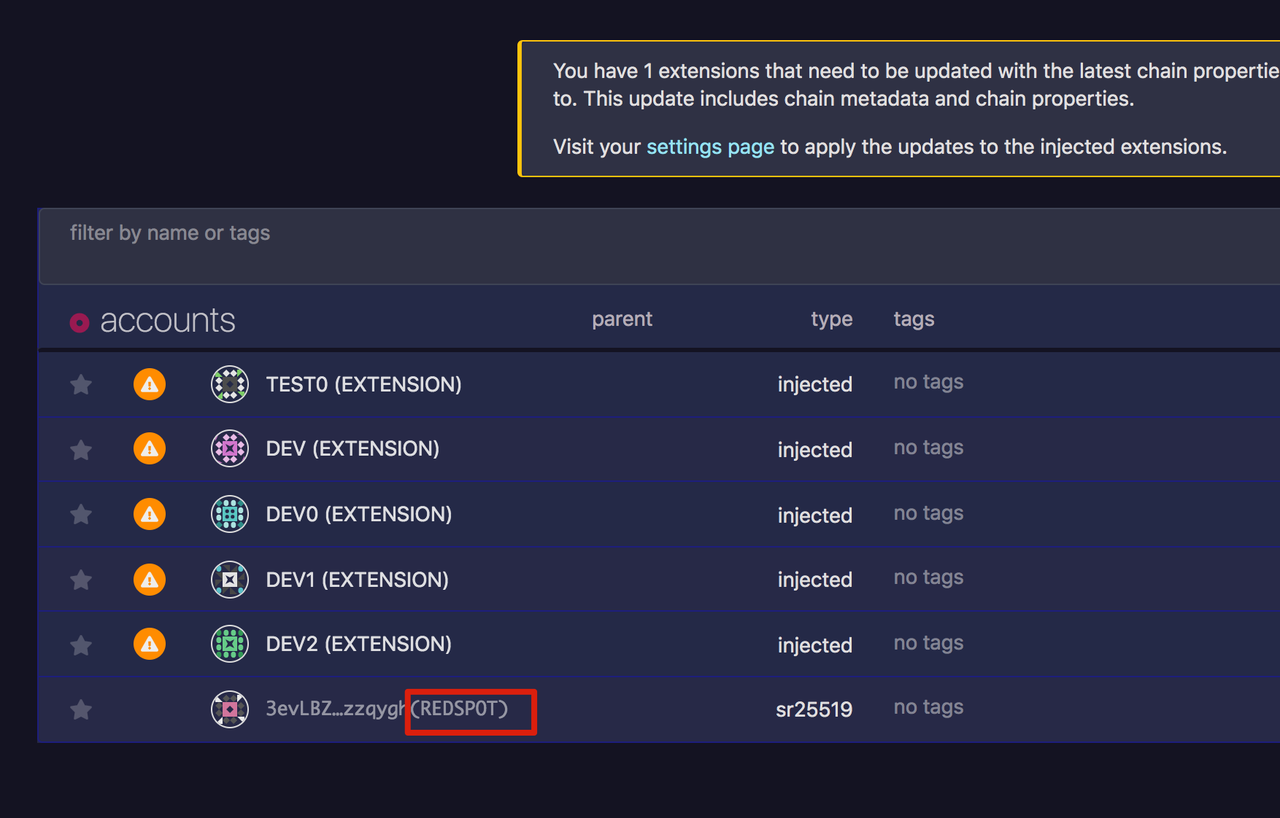 You have 1 extensions that need to be updated with the latest chain propertie
to. This update includes chain metadata and chain properties.
Visit your settings page to apply the updates to the injected extensions.
filter by name or tags
accounts parent type tags
TEST0 (EXTENSION) injected no tags
DEV (EXTENSION) injected no tags
DEV0 (EXTENSION) injected no tags
DEV1 (EXTENSION) injected no tags
DEV2 (EXTENSION) injected no tags
3evLBZ…zzqygh(REDSPOT) sr25519 no tags